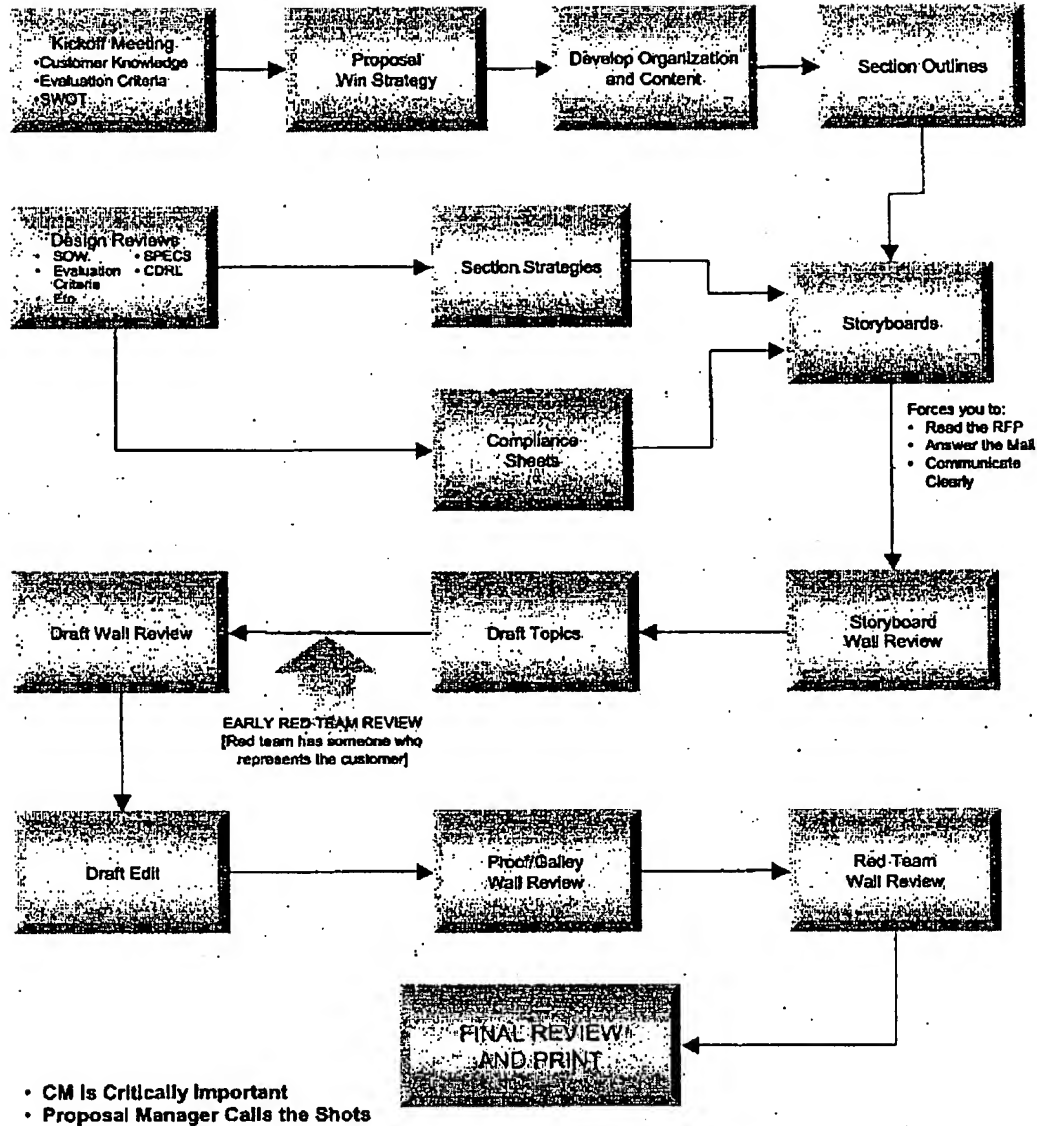 Kickoff Meeting
•Customer Knowledge
•Evaluation Criteria
•SWOT
Proposal
Win Strategy
Develop Organization
and Content
Section Outlines
Design Reviews
• SOW
• SPECS
• Evaluation
Criteria
• CDRL
Etc
Section Strategies
Storyboards
Compliance
Sheets
Forces you to:
• Read the RFP
• Answer the Mail
• Communicate
Clearly
Draft Wall Review
Draft Topics
Storyboard
Wall Review
EARLY RED TEAM REVIEW
[Red team has someone who
represents the customer]
Draft Edit
Proof/Galley
Wall Review
Red Team
Wall Review
FINAL REVIEW
AND PRINT
• CM Is Critically Important
• Proposal Manager Calls the Shots